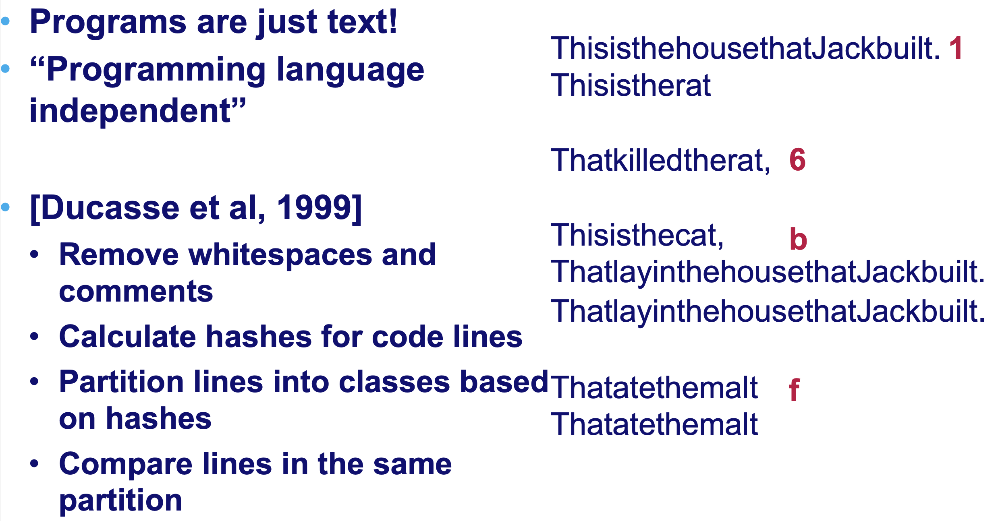 • Programs are just text!
• “Programming language
independent”
• [Ducasse et al, 1999]
• Remove whitespaces and
comments
• Calculate hashes for code lines
• Partition lines into classes based
on hashes
• Compare lines in the same
partition
ThisisthehousethatJackbuilt. 1
Thisistherat
Thatkilledtherat, 6
Thisisthecat, b
ThatlayinthehousethatJackbuilt.
ThatlayinthehousethatJackbuilt.
Thatatethemalt f
Thatatethemalt